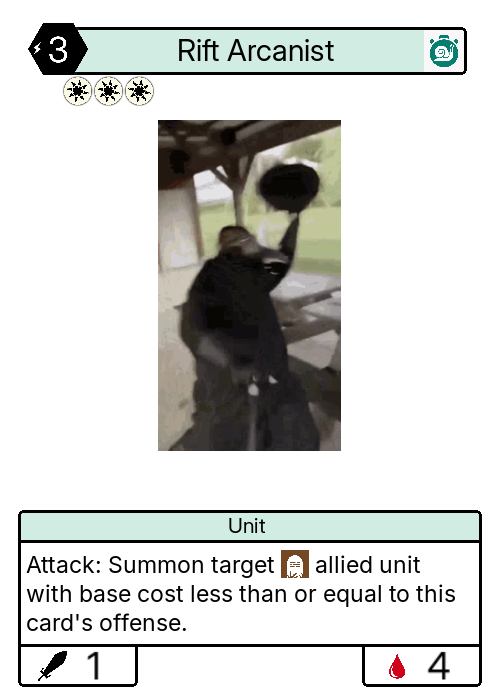 3
Rift Arcanist
Unit
Attack: Summon target allied unit
with base cost less than or equal to this
card's offense.
1
4